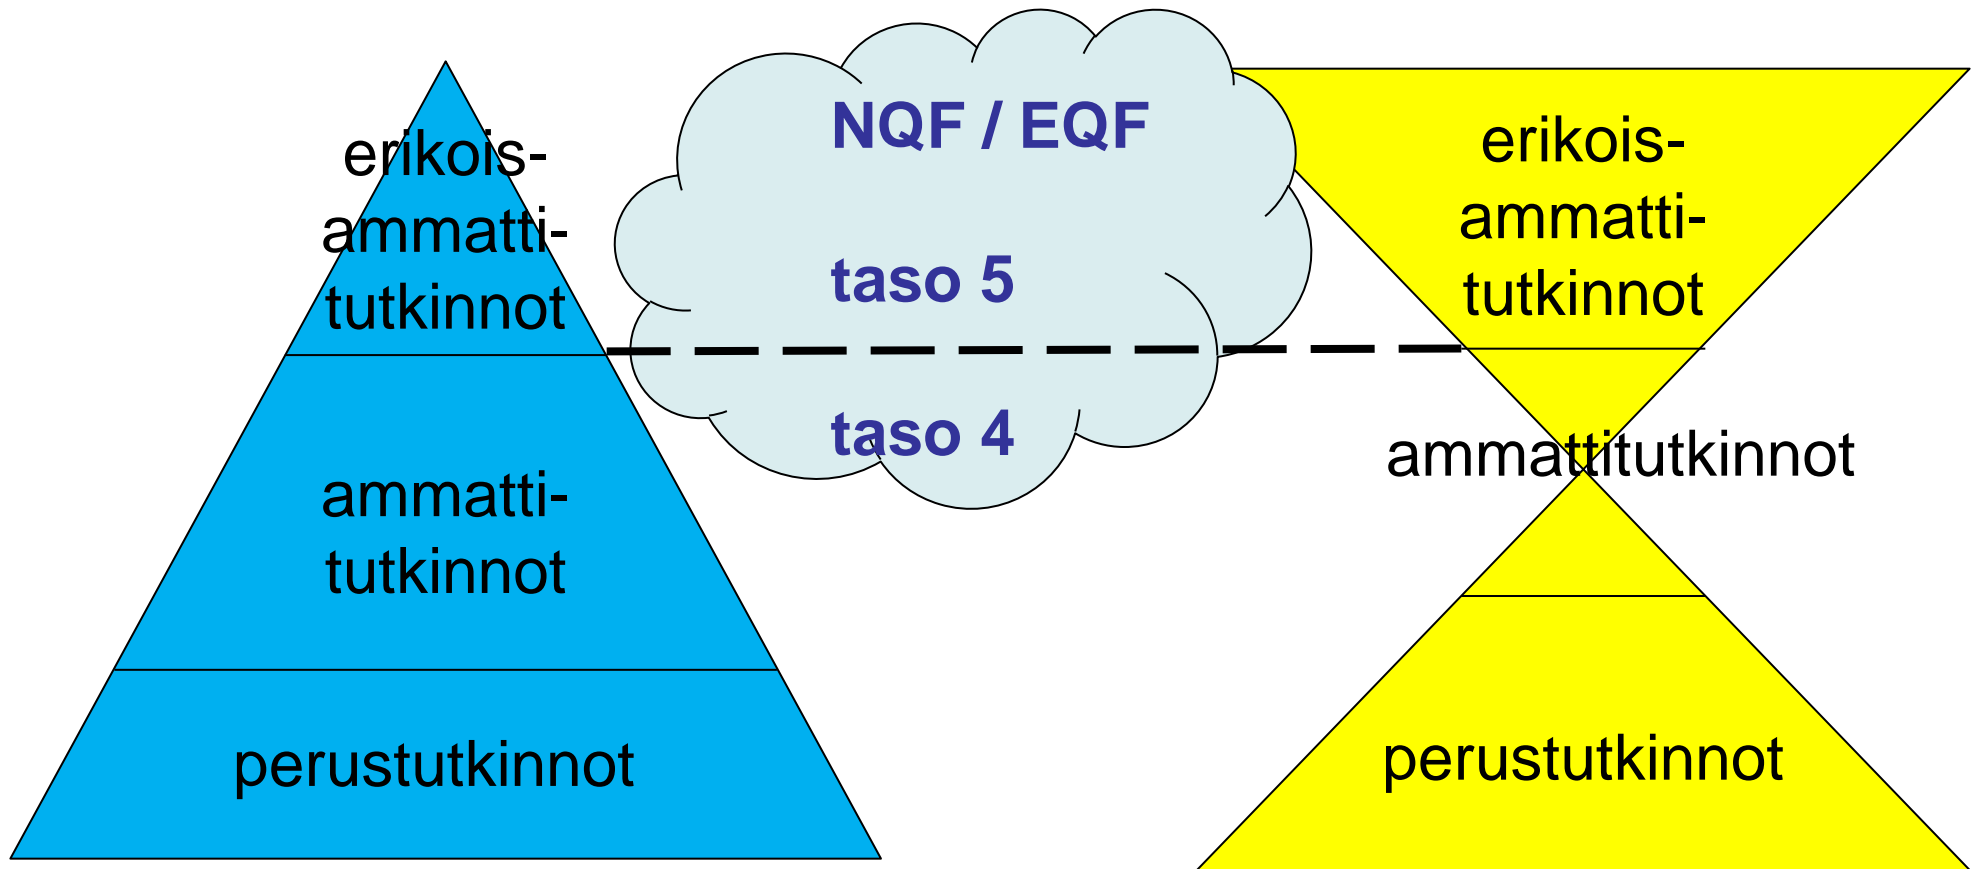 erikois-
ammatti-
tutkinnot
ammatti-
tutkinnot
perustutkinnot
NQF / EQF
taso 5
taso 4
erikois-
ammatti-
tutkinnot
ammattitutkinnot
perustutkinnot